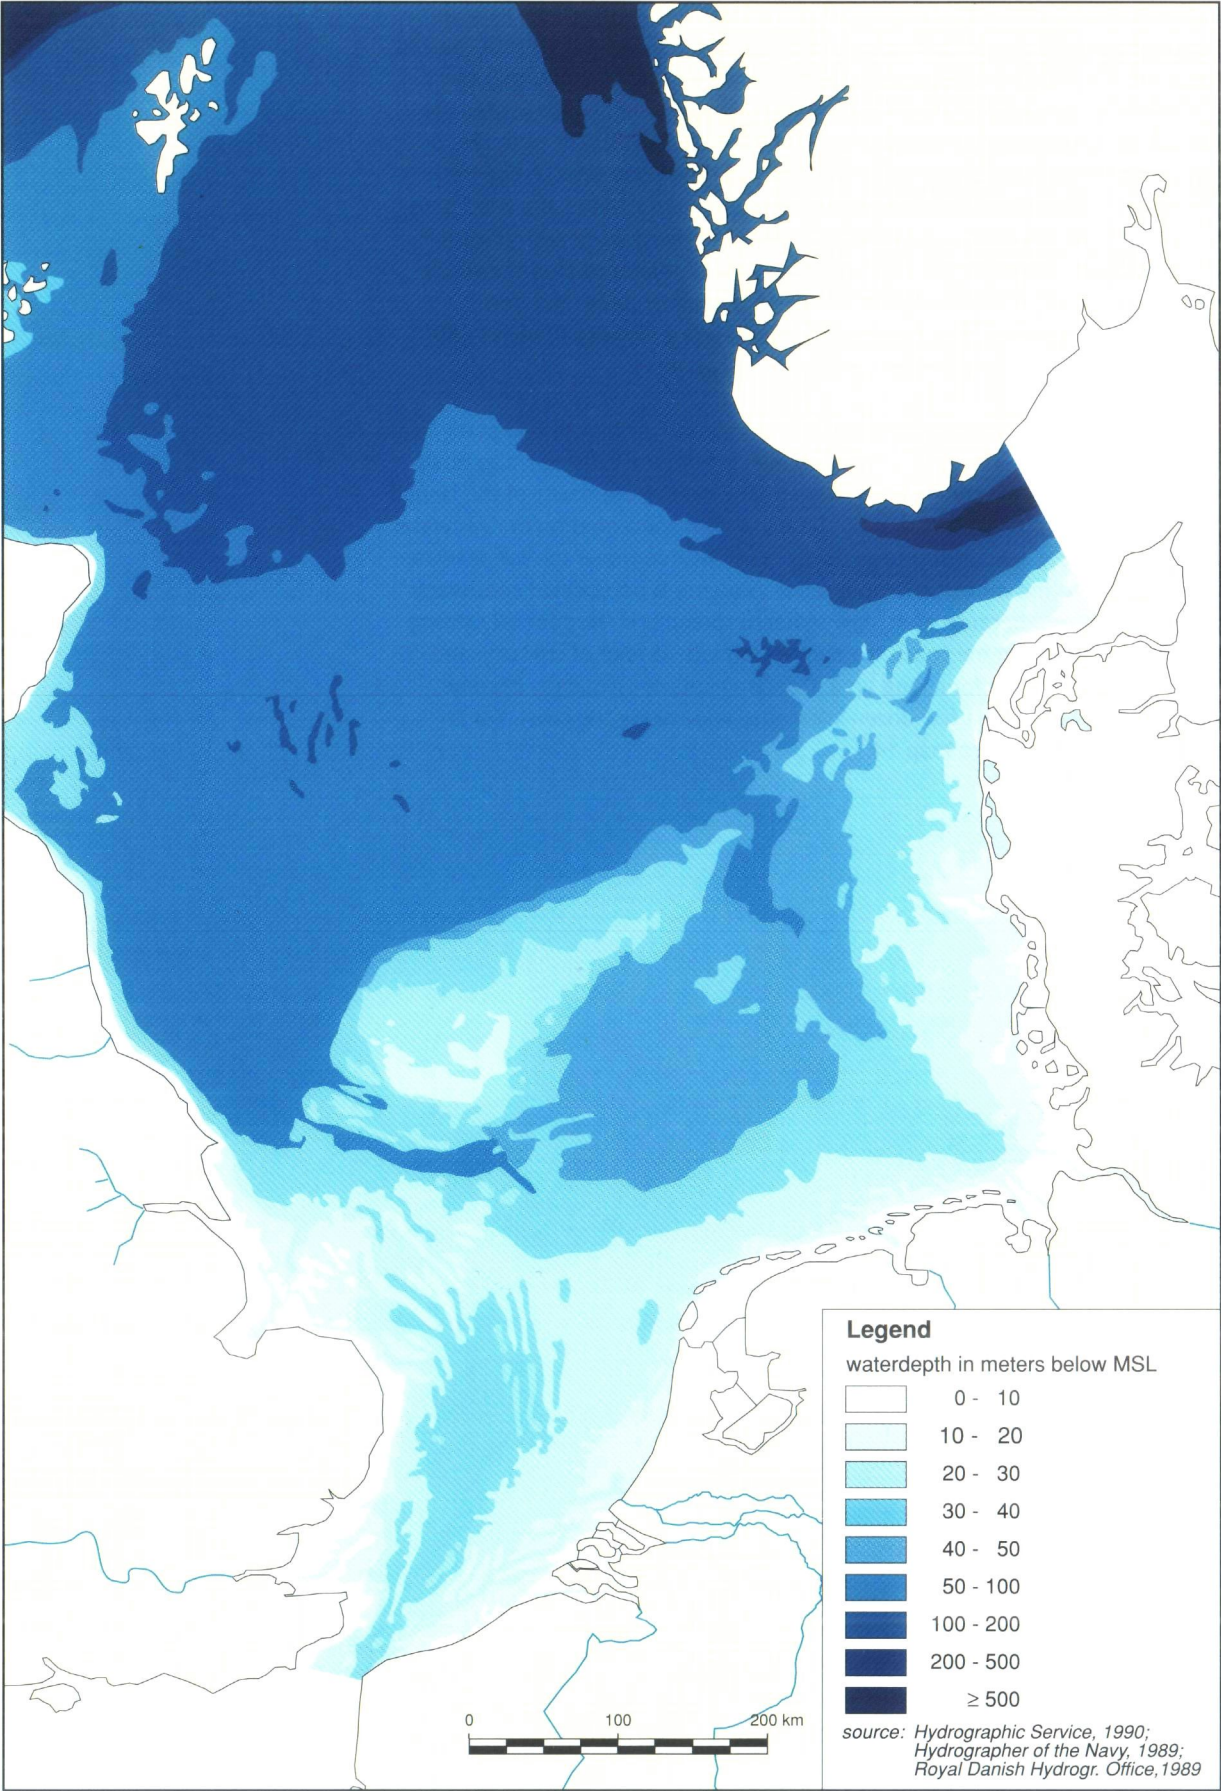 Legend
waterdepth in meters below MSL
0 - 10
10 - 20
20 - 30
30 - 40
40 - 50
50 - 100
100 - 200
200 - 500
≥ 500
0 100 200 km
source: Hydrographic Service, 1990;
Hydrographer of the Navy, 1989;
Royal Danish Hydrogr. Office,1989